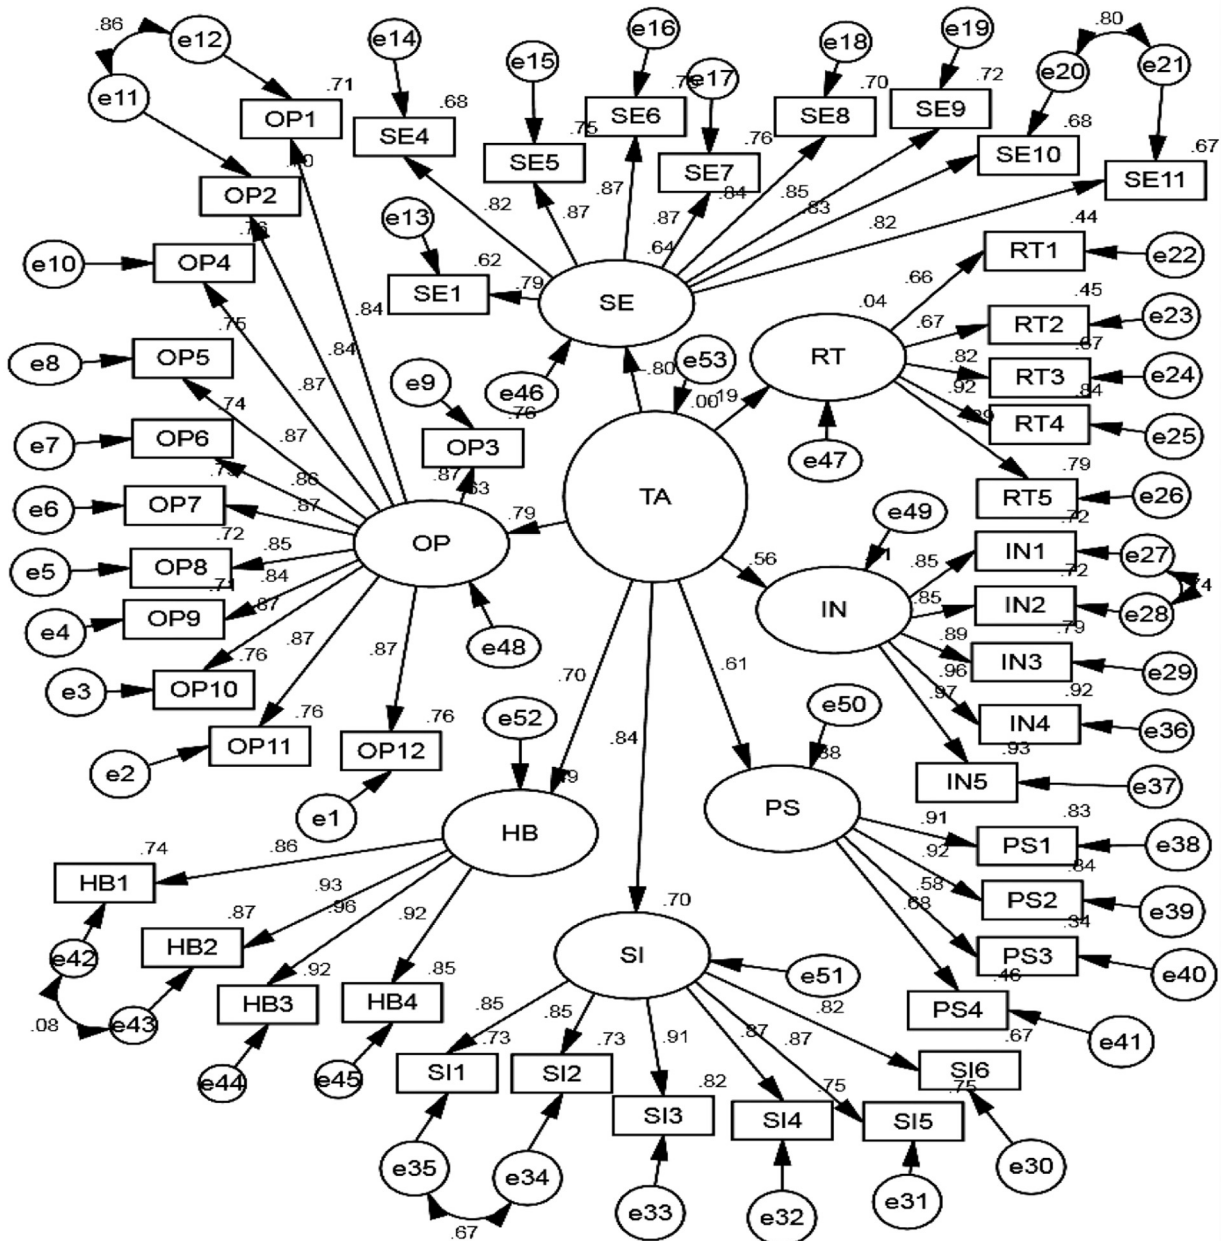 .86
e12
e14
e16
e18
e19
.80
e15
e17
e20
e21
e11
.71
.68
.70
.72
OP1
SE4
SE6
SE8
SE9
.68
SE10
.67
.75
SE5
SE7
.76
SE11
OP2
.82
.87
.87
.87
.84
.85
.83
.82
e13
.44
e10
OP4
.76
.62
SE1
.79
.64
SE
RT1
e22
.66
.04
.45
.84
.75
.84
RT
.67
RT2
e23
e8
OP5
.67
e9
e46
.80
e53
.82
RT3
e24
.87
.74
.76
.00
.19
.92
.84
RT4
e25
e7
OP6
.87
OP3
e47
.79
.86
.87
.87
.63
TA
RT5
e26
e6
OP7
.79
e49
.72
.72
OP
.85
IN1
e27
e5
OP8
.85
.56
.72
.74
.84
.71
.87
IN
.85
IN2
e28
e4
OP9
.79
.87
.87
e48
.89
IN3
e29
.76
.70
.61
.96
.92
e3
OP10
.97
e52
e50
IN4
e36
.76
.76
OP11
OP12
.84
.93
e2
.38
IN5
e37
e1
PS
.83
HB
.91
PS1
e38
.74
.86
.92
.84
HB1
.93
.58
PS2
e39
.96
.92
.70
.68
.34
.87
HB2
PS3
e40
e42
SI
.92
.85
e51
.46
HB3
HB4
.82
PS4
.08
e43
.85
.85
.91
.87
.87
.67
e41
.73
.73
e44
e45
SI1
SI2
SI6
.82
.75
.75
SI3
SI4
SI5
e35
e34
e30
e33
e32
e31
.67